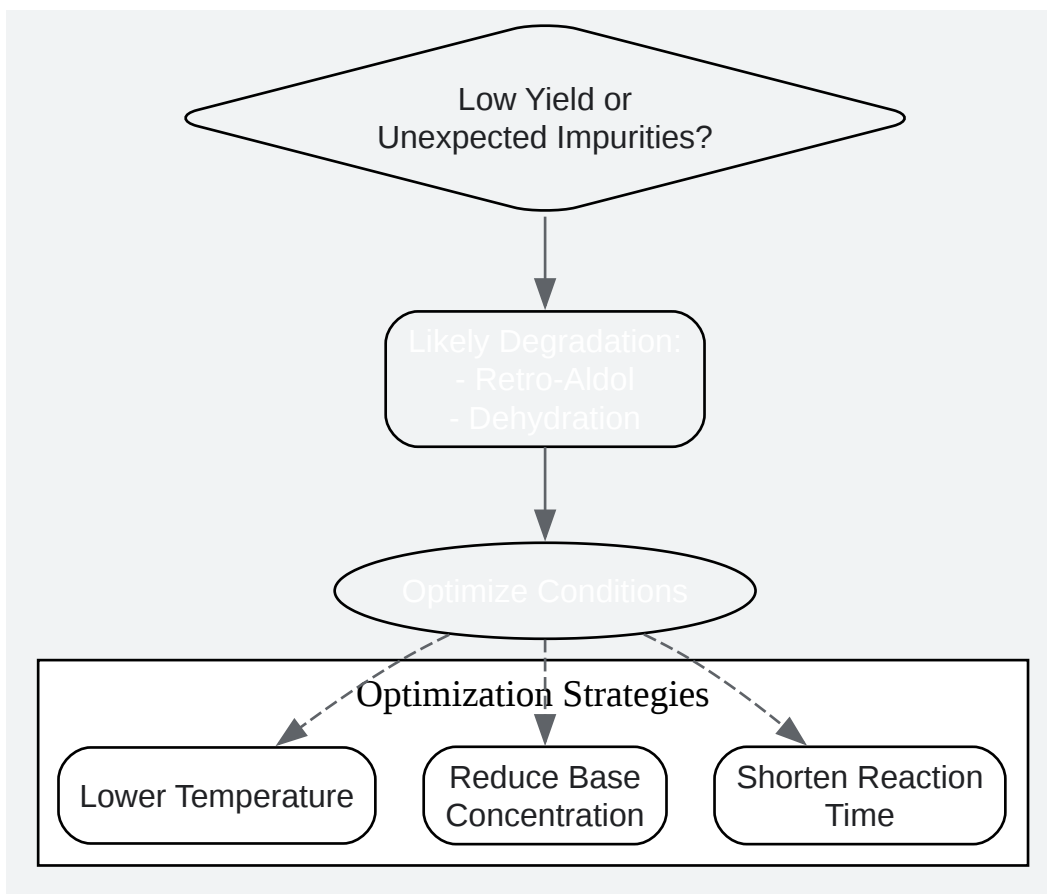 Low Yield or
Unexpected Impurities?
Likely Degradation:
- Retro-Aldol
- Dehydration
Optimize Conditions
Optimization Strategies
Lower Temperature
Reduce Base
Concentration
Shorten Reaction
Time